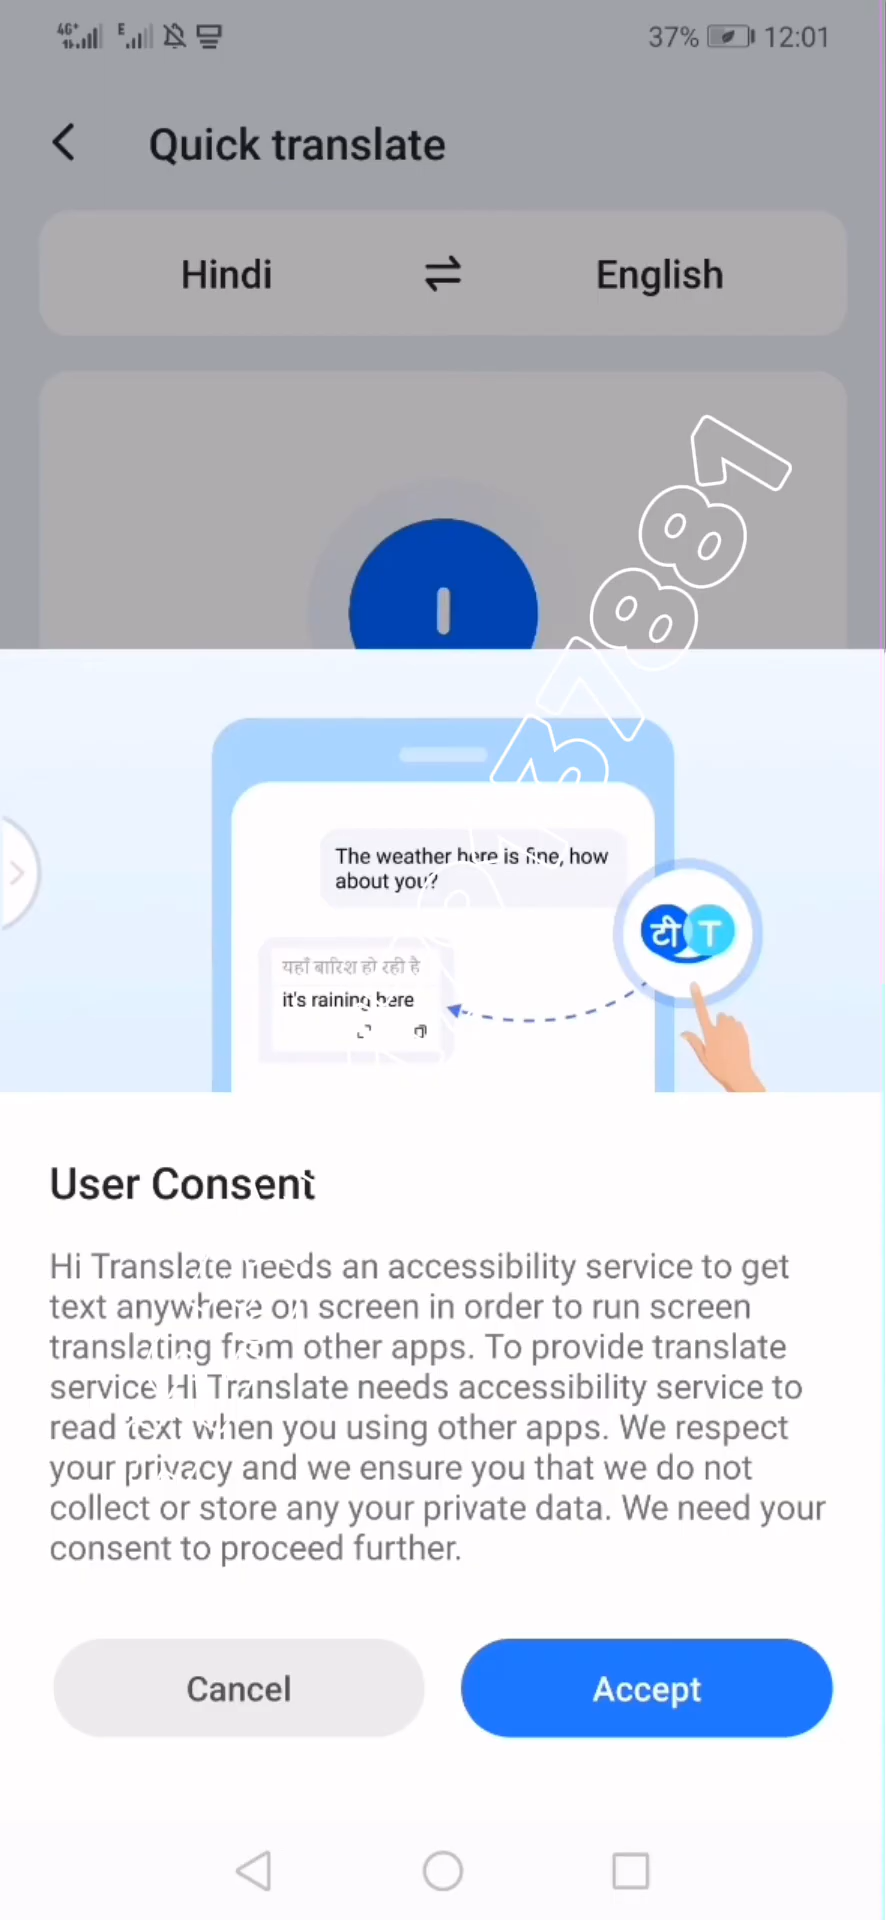 4G+ E 37% 12:01
Quick translate
Hindi English
The weather here is fine, how
about you?
टी T
यहाँ बारिश हो रही है
it's raining here
User Consent
Hi Translate needs an accessibility service to get
text anywhere on screen in order to run screen
translating from other apps. To provide translate
service Hi Translate needs accessibility service to
read text when you using other apps. We respect
your privacy and we ensure you that we do not
collect or store any your private data. We need your
consent to proceed further.
Cancel Accept